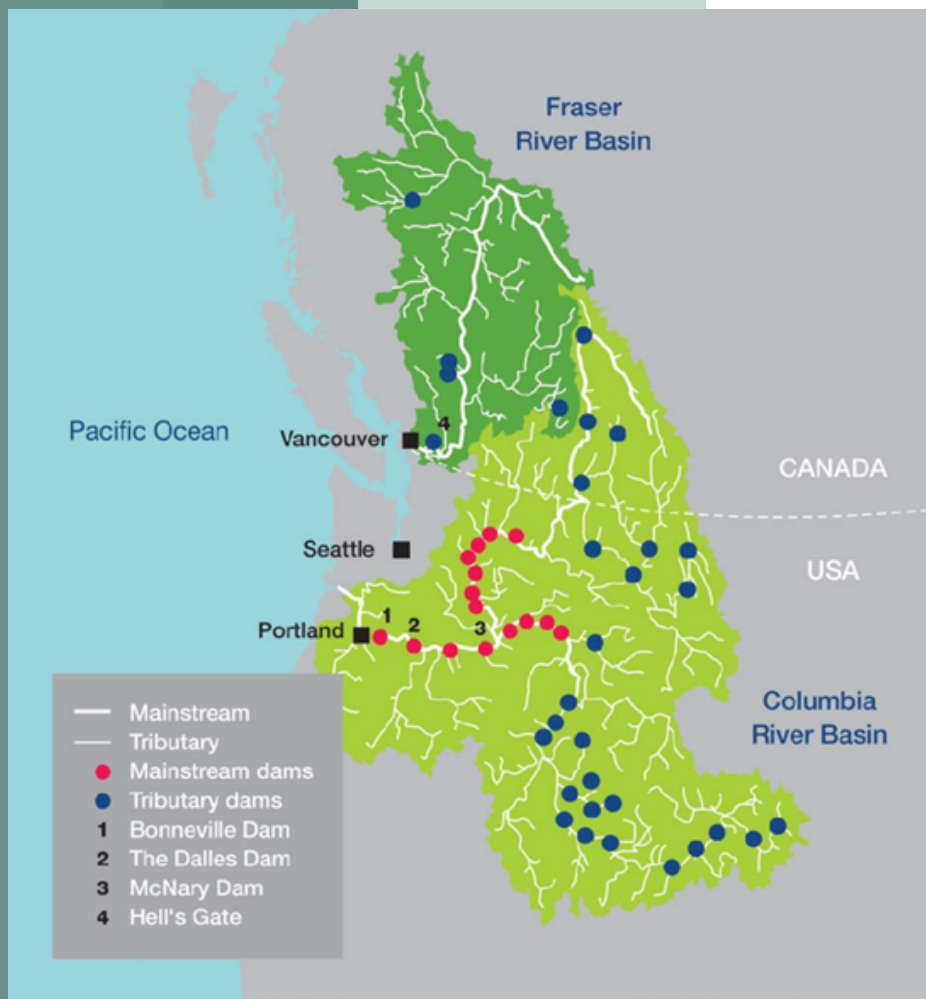 Fraser
River Basin
Pacific Ocean
4
Vancouver
CANADA
Seattle
USA
1
2
3
Portland
Columbia
River Basin
Mainstream
Tributary
Mainstream dams
Tributary dams
1 Bonneville Dam
2 The Dalles Dam
3 McNary Dam
4 Hell's Gate